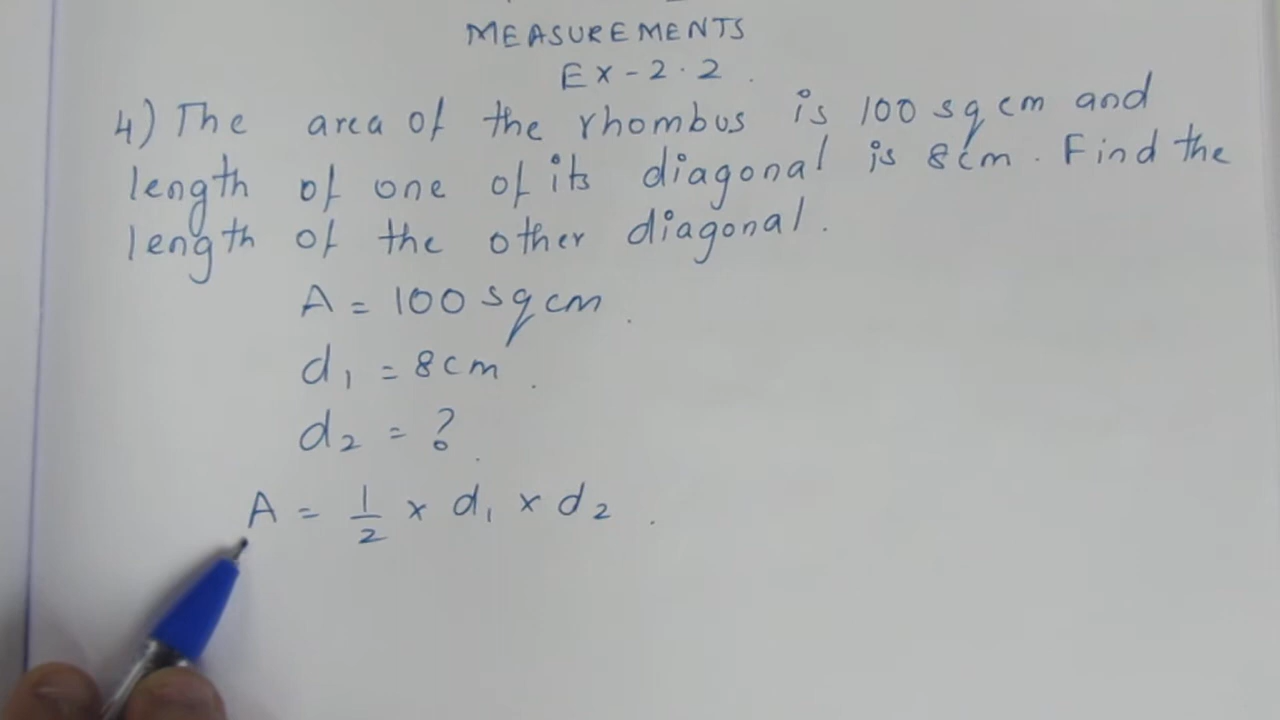 MEASUREMENTS
EX-2.2.
4) The area of the rhombus is 100 sq cm and
length of one of its diagonal is 8cm. Find the
length of the other diagonal.
A = 100 sq cm.
d₁ = 8cm.
d₂ = ?.
A = 1/2 × d₁ × d₂.